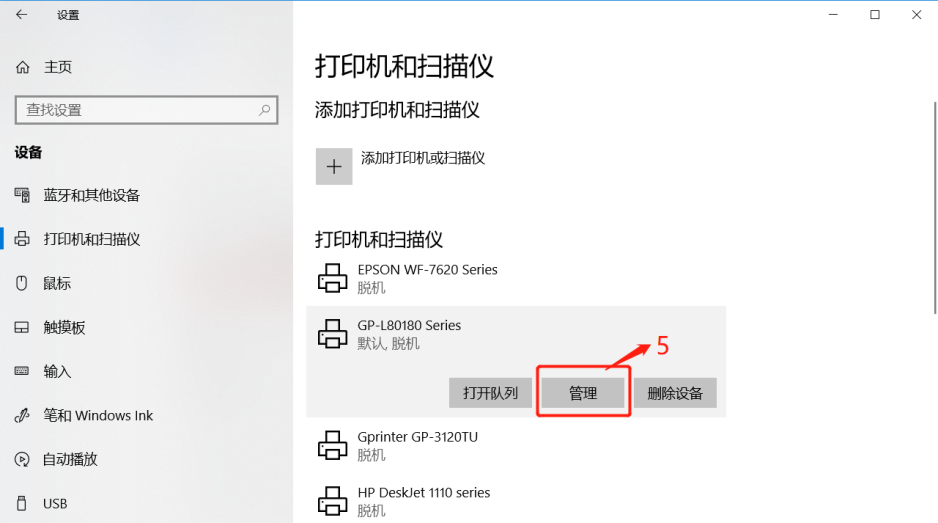 设置
主页
查找设置
设备
蓝牙和其他设备
打印机和扫描仪
鼠标
触摸板
输入
笔和 Windows Ink
自动播放
USB
打印机和扫描仪
添加打印机和扫描仪
添加打印机或扫描仪
打印机和扫描仪
EPSON WF-7620 Series
脱机
GP-L80180 Series
默认, 脱机
5
打开队列 管理 删除设备
Gprinter GP-3120TU
脱机
HP DeskJet 1110 series
脱机